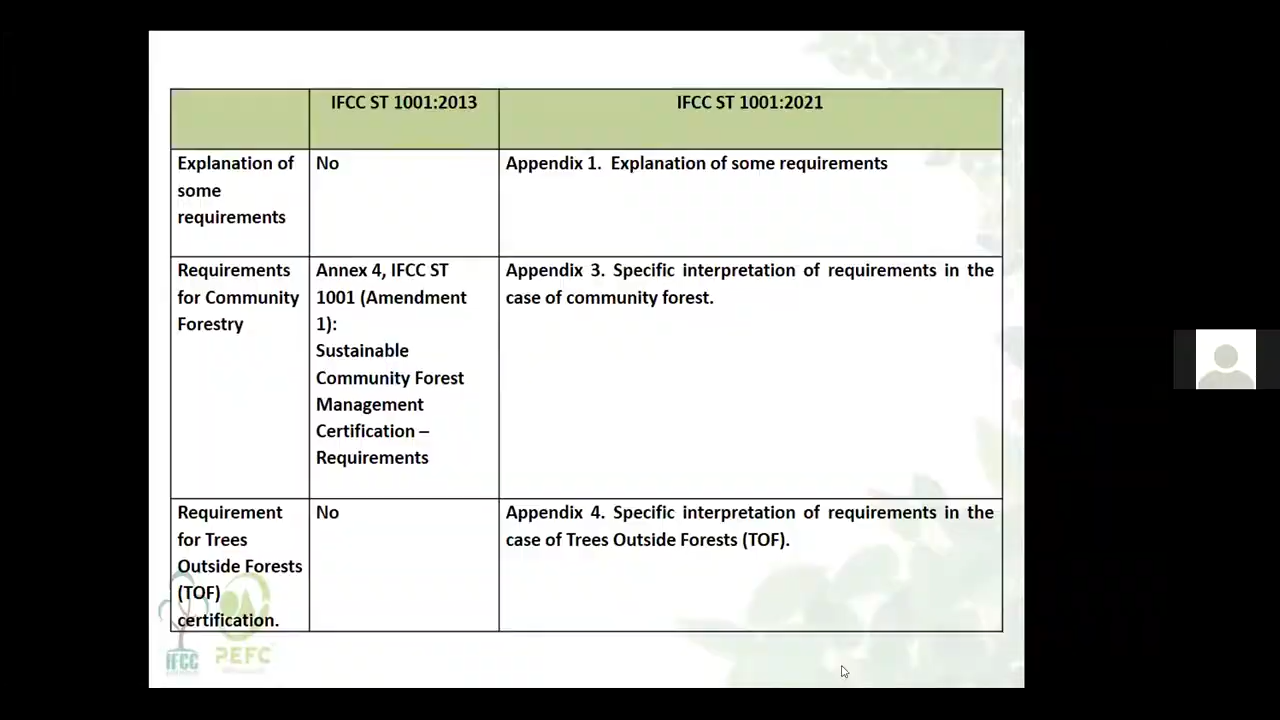 IFCC ST 1001:2013
IFCC ST 1001:2021
Explanation of
some
requirements
No
Appendix 1. Explanation of some requirements
Requirements
for Community
Forestry
Annex 4, IFCC ST
1001 (Amendment
1):
Sustainable
Community Forest
Management
Certification –
Requirements
Appendix 3. Specific interpretation of requirements in the
case of community forest.
Requirement
for Trees
Outside Forests
(TOF)
certification.
No
Appendix 4. Specific interpretation of requirements in the
case of Trees Outside Forests (TOF).
IFCC
PEFC